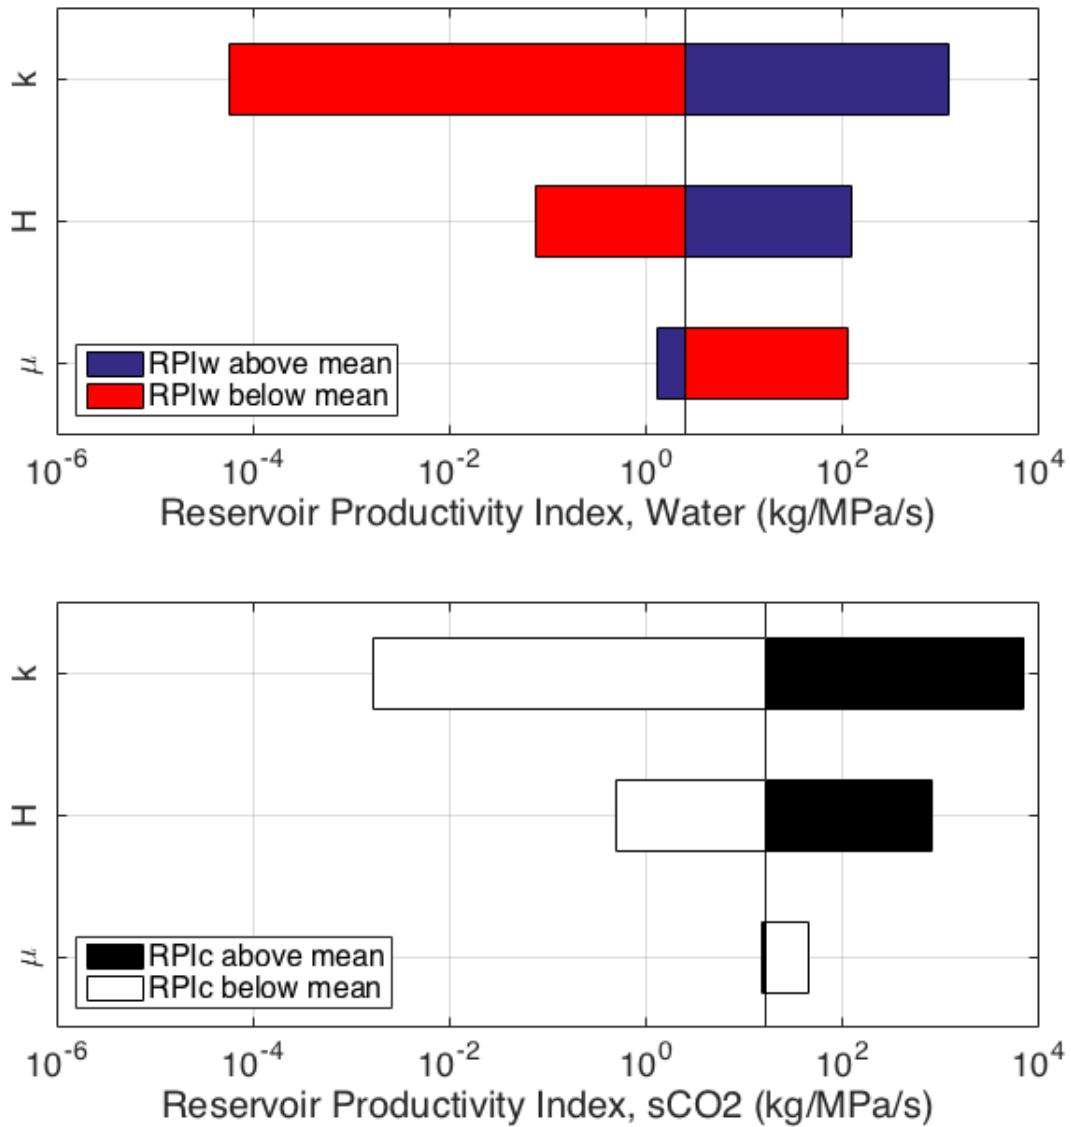 k
H
μ
RPIw above mean
RPIw below mean
10^-6 10^-4 10^-2 10^0 10^2 10^4
Reservoir Productivity Index, Water (kg/MPa/s)
k
H
μ
RPIc above mean
RPIc below mean
10^-6 10^-4 10^-2 10^0 10^2 10^4
Reservoir Productivity Index, sCO2 (kg/MPa/s)